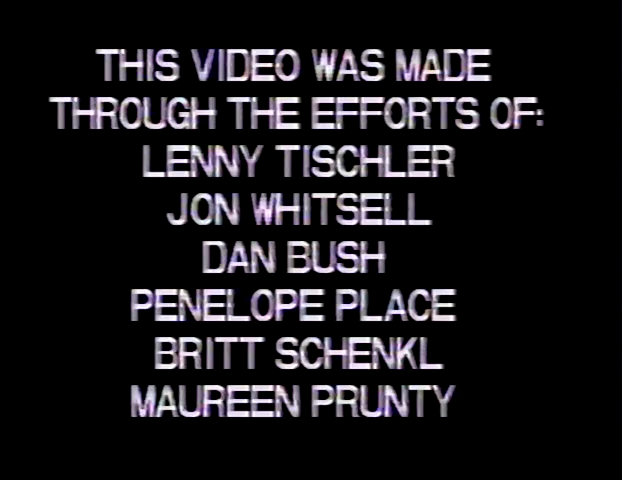 THIS VIDEO WAS MADE
THROUGH THE EFFORTS OF:
LENNY TISCHLER
JON WHITSELL
DAN BUSH
PENELOPE PLACE
BRITT SCHENKL
MAUREEN PRUNTY